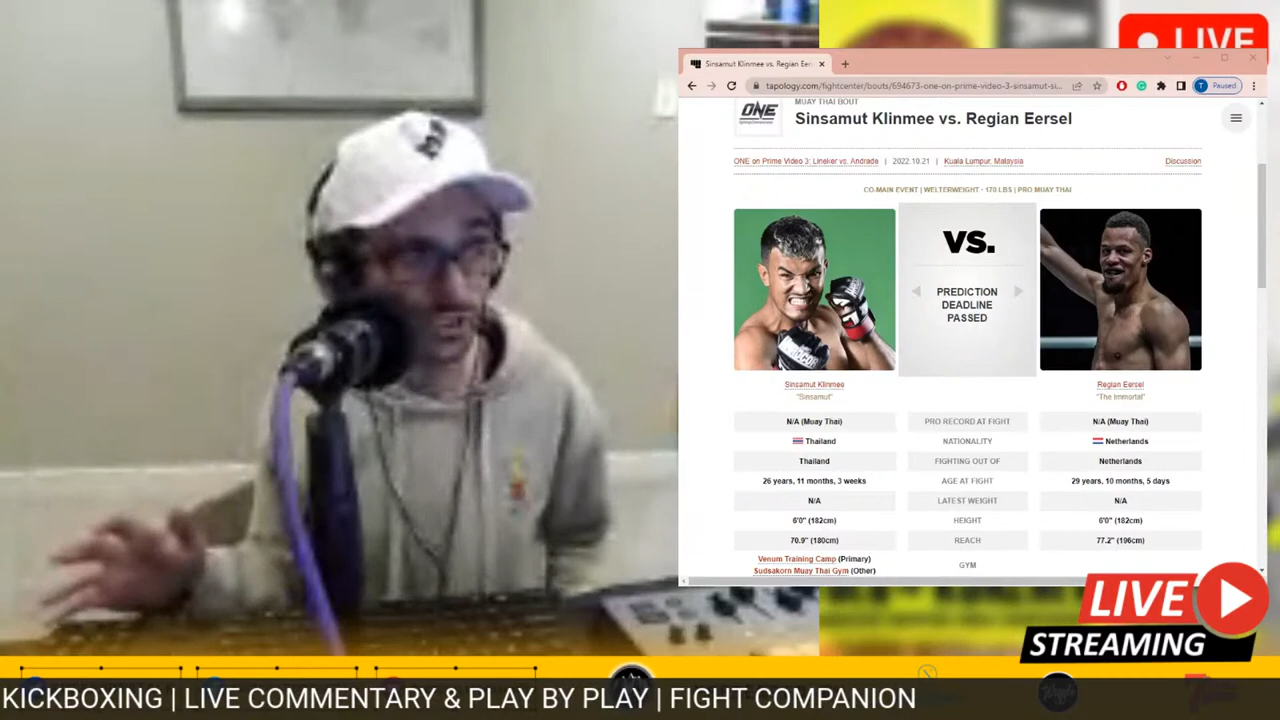 LIVE
Sinsamut Klinmee vs. Regian Eer
tapology.com/fightcenter/bouts/694673-one-on-prime-video-3-sinsamut-si...
T Paused
MUAY THAI BOUT
ONE
Sinsamut Klinmee vs. Regian Eersel
ONE on Prime Video 3: Lineker vs. Andrade | 2022.10.21 | Kuala Lumpur, Malaysia Discussion
CO-MAIN EVENT | WELTERWEIGHT · 170 LBS | PRO MUAY THAI
VS.
PREDICTION
DEADLINE
PASSED
Sinsamut Klinmee Regian Eersel
"Sinsamut" "The Immortal"
N/A (Muay Thai) PRO RECORD AT FIGHT N/A (Muay Thai)
Thailand NATIONALITY Netherlands
Thailand FIGHTING OUT OF Netherlands
26 years, 11 months, 3 weeks AGE AT FIGHT 29 years, 10 months, 5 days
N/A LATEST WEIGHT N/A
6'0" (182cm) HEIGHT 6'0" (182cm)
70.9" (180cm) REACH 77.2" (196cm)
Venum Training Camp (Primary)
GYM
Sudsakorn Muay Thai Gym (Other)
LIVE
STREAMING
KICKBOXING | LIVE COMMENTARY & PLAY BY PLAY | FIGHT COMPANION